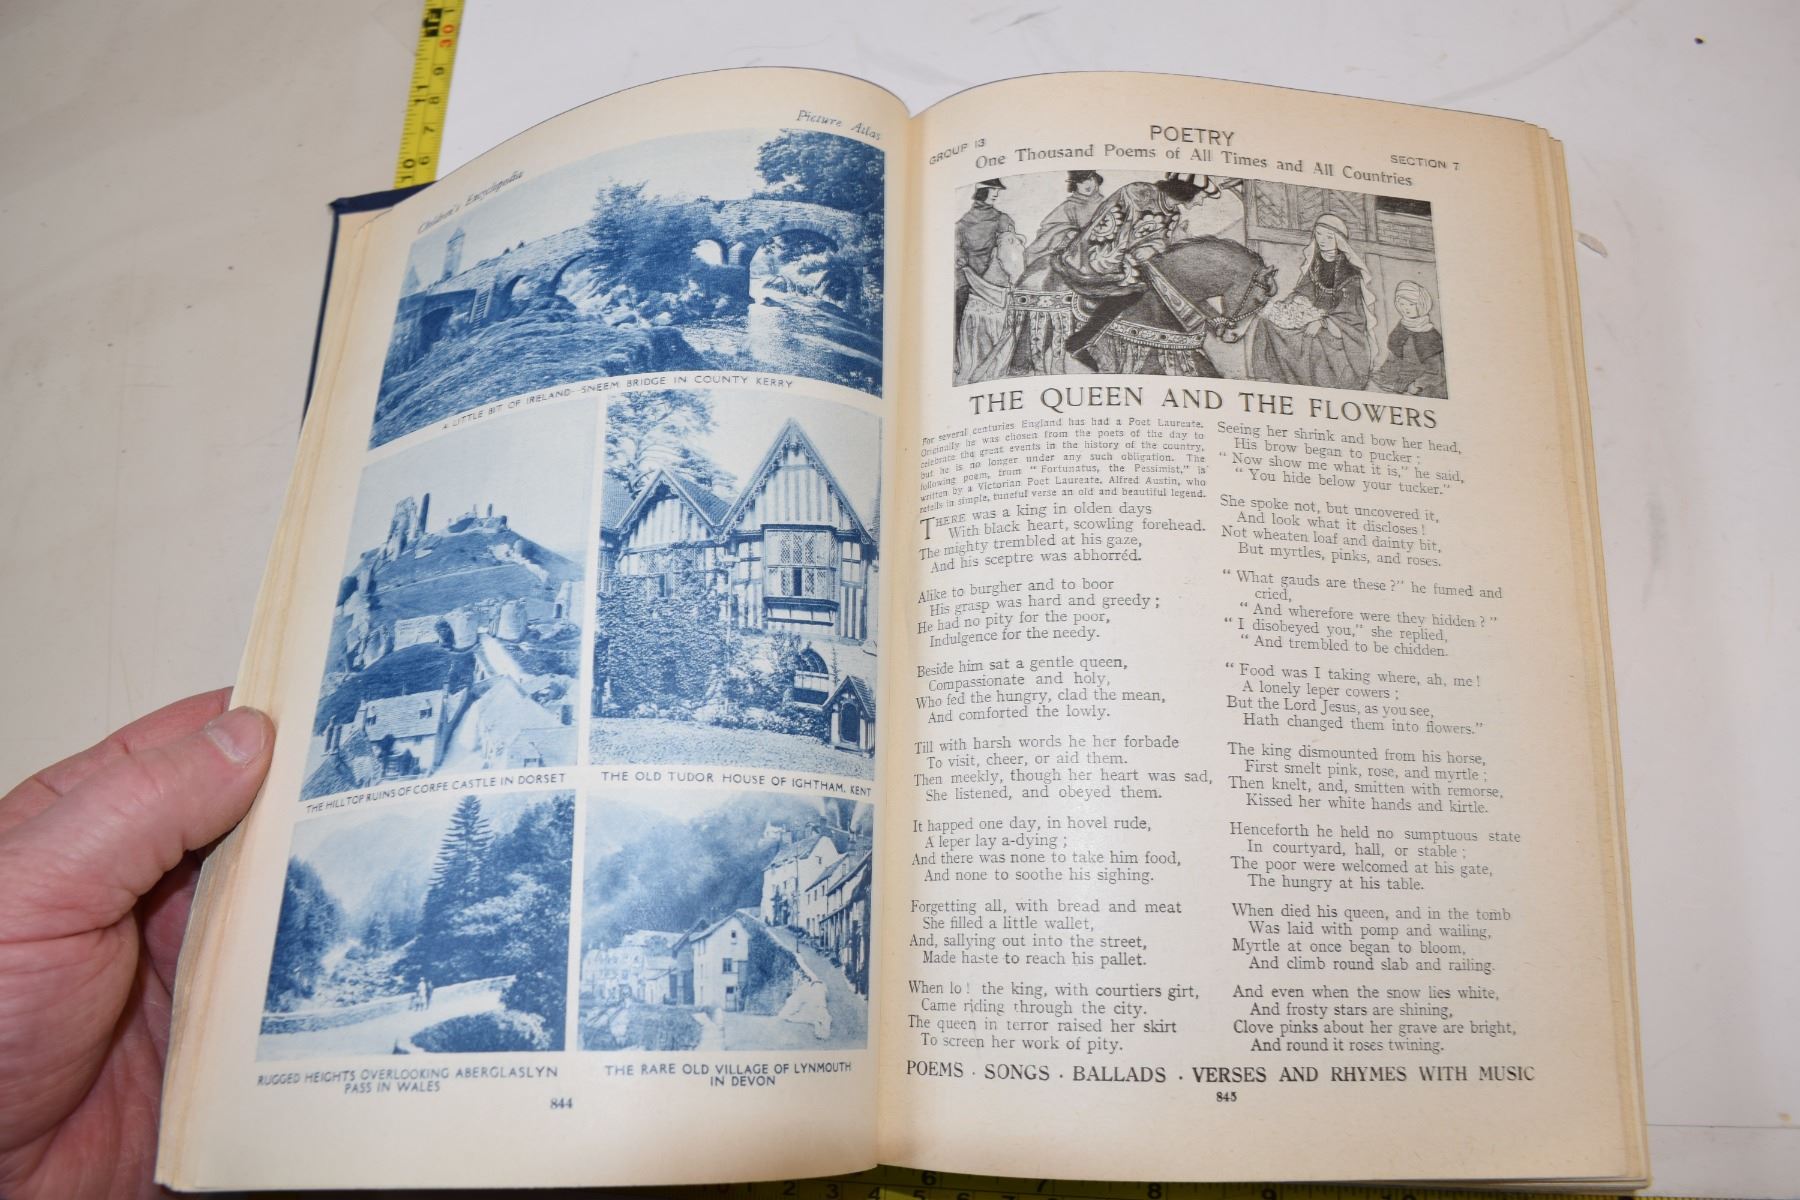 Children's Encyclopedia
Picture Atlas
A LITTLE BIT OF IRELAND—SNEEM BRIDGE IN COUNTY KERRY
THE HILLTOP RUINS OF CORFE CASTLE IN DORSET
THE OLD TUDOR HOUSE OF IGHTHAM, KENT
RUGGED HEIGHTS OVERLOOKING ABERGLASLYN
PASS IN WALES
THE RARE OLD VILLAGE OF LYNMOUTH
IN DEVON
844
GROUP 13
POETRY
SECTION 7
One Thousand Poems of All Times and All Countries
THE QUEEN AND THE FLOWERS
For several centuries England has had a Poet Laureate.
Originally he was chosen from the poets of the day to
celebrate the great events in the history of the country,
but he is no longer under any such obligation. The
following poem, from "Fortunatus, the Pessimist," is
written by a Victorian Poet Laureate, Alfred Austin, who
retells in simple, tuneful verse an old and beautiful legend.
THERE was a king in olden days
With black heart, scowling forehead.
The mighty trembled at his gaze,
And his sceptre was abhorréd.
Alike to burgher and to boor
His grasp was hard and greedy;
He had no pity for the poor,
Indulgence for the needy.
Beside him sat a gentle queen,
Compassionate and holy,
Who fed the hungry, clad the mean,
And comforted the lowly.
Till with harsh words he her forbade
To visit, cheer, or aid them.
Then meekly, though her heart was sad,
She listened, and obeyed them.
It happed one day, in hovel rude,
A leper lay a-dying;
And there was none to take him food,
And none to soothe his sighing.
Forgetting all, with bread and meat
She filled a little wallet,
And, sallying out into the street,
Made haste to reach his pallet.
When lo! the king, with courtiers girt,
Came riding through the city.
The queen in terror raised her skirt
To screen her work of pity.
Seeing her shrink and bow her head,
His brow began to pucker;
"Now show me what it is," he said,
"You hide below your tucker."
She spoke not, but uncovered it,
And look what it discloses!
Not wheaten loaf and dainty bit,
But myrtles, pinks, and roses.
"What gauds are these?" he fumed and
cried,
"And wherefore were they hidden?"
"I disobeyed you," she replied,
"And trembled to be chidden.
"Food was I taking where, ah, me!
A lonely leper cowers;
But the Lord Jesus, as you see,
Hath changed them into flowers."
The king dismounted from his horse,
First smelt pink, rose, and myrtle;
Then knelt, and, smitten with remorse,
Kissed her white hands and kirtle.
Henceforth he held no sumptuous state
In courtyard, hall, or stable;
The poor were welcomed at his gate,
The hungry at his table.
When died his queen, and in the tomb
Was laid with pomp and wailing,
Myrtle at once began to bloom,
And climb round slab and railing.
And even when the snow lies white,
And frosty stars are shining,
Clove pinks about her grave are bright,
And round it roses twining.
POEMS · SONGS · BALLADS · VERSES AND RHYMES WITH MUSIC
845